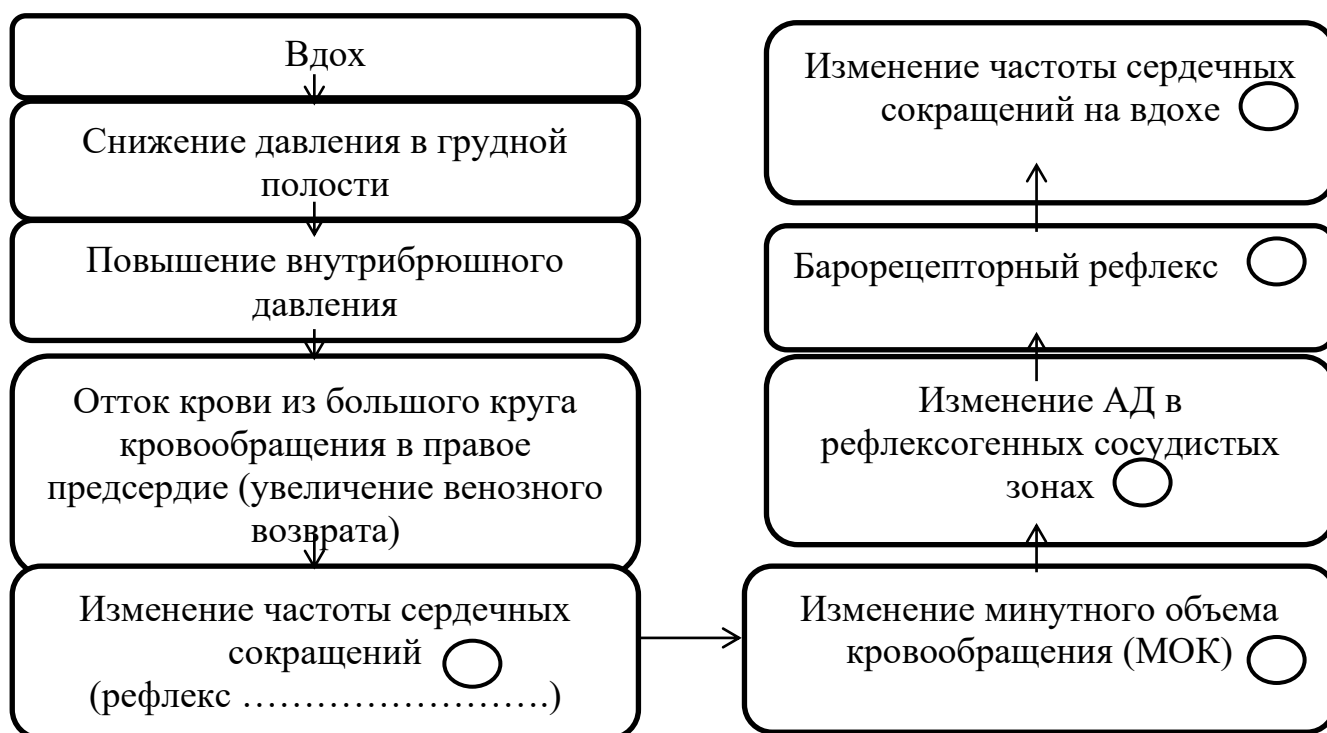 Вдох
Снижение давления в грудной
полости
Повышение внутрибрюшного
давления
Отток крови из большого круга
кровообращения в правое
предсердие (увеличение венозного
возврата)
Изменение частоты сердечных
сокращений
(рефлекс ……………………….)
Изменение частоты сердечных
сокращений на вдохе
Барорецепторный рефлекс
Изменение АД в
рефлексогенных сосудистых
зонах
Изменение минутного объема
кровообращения (МОК)